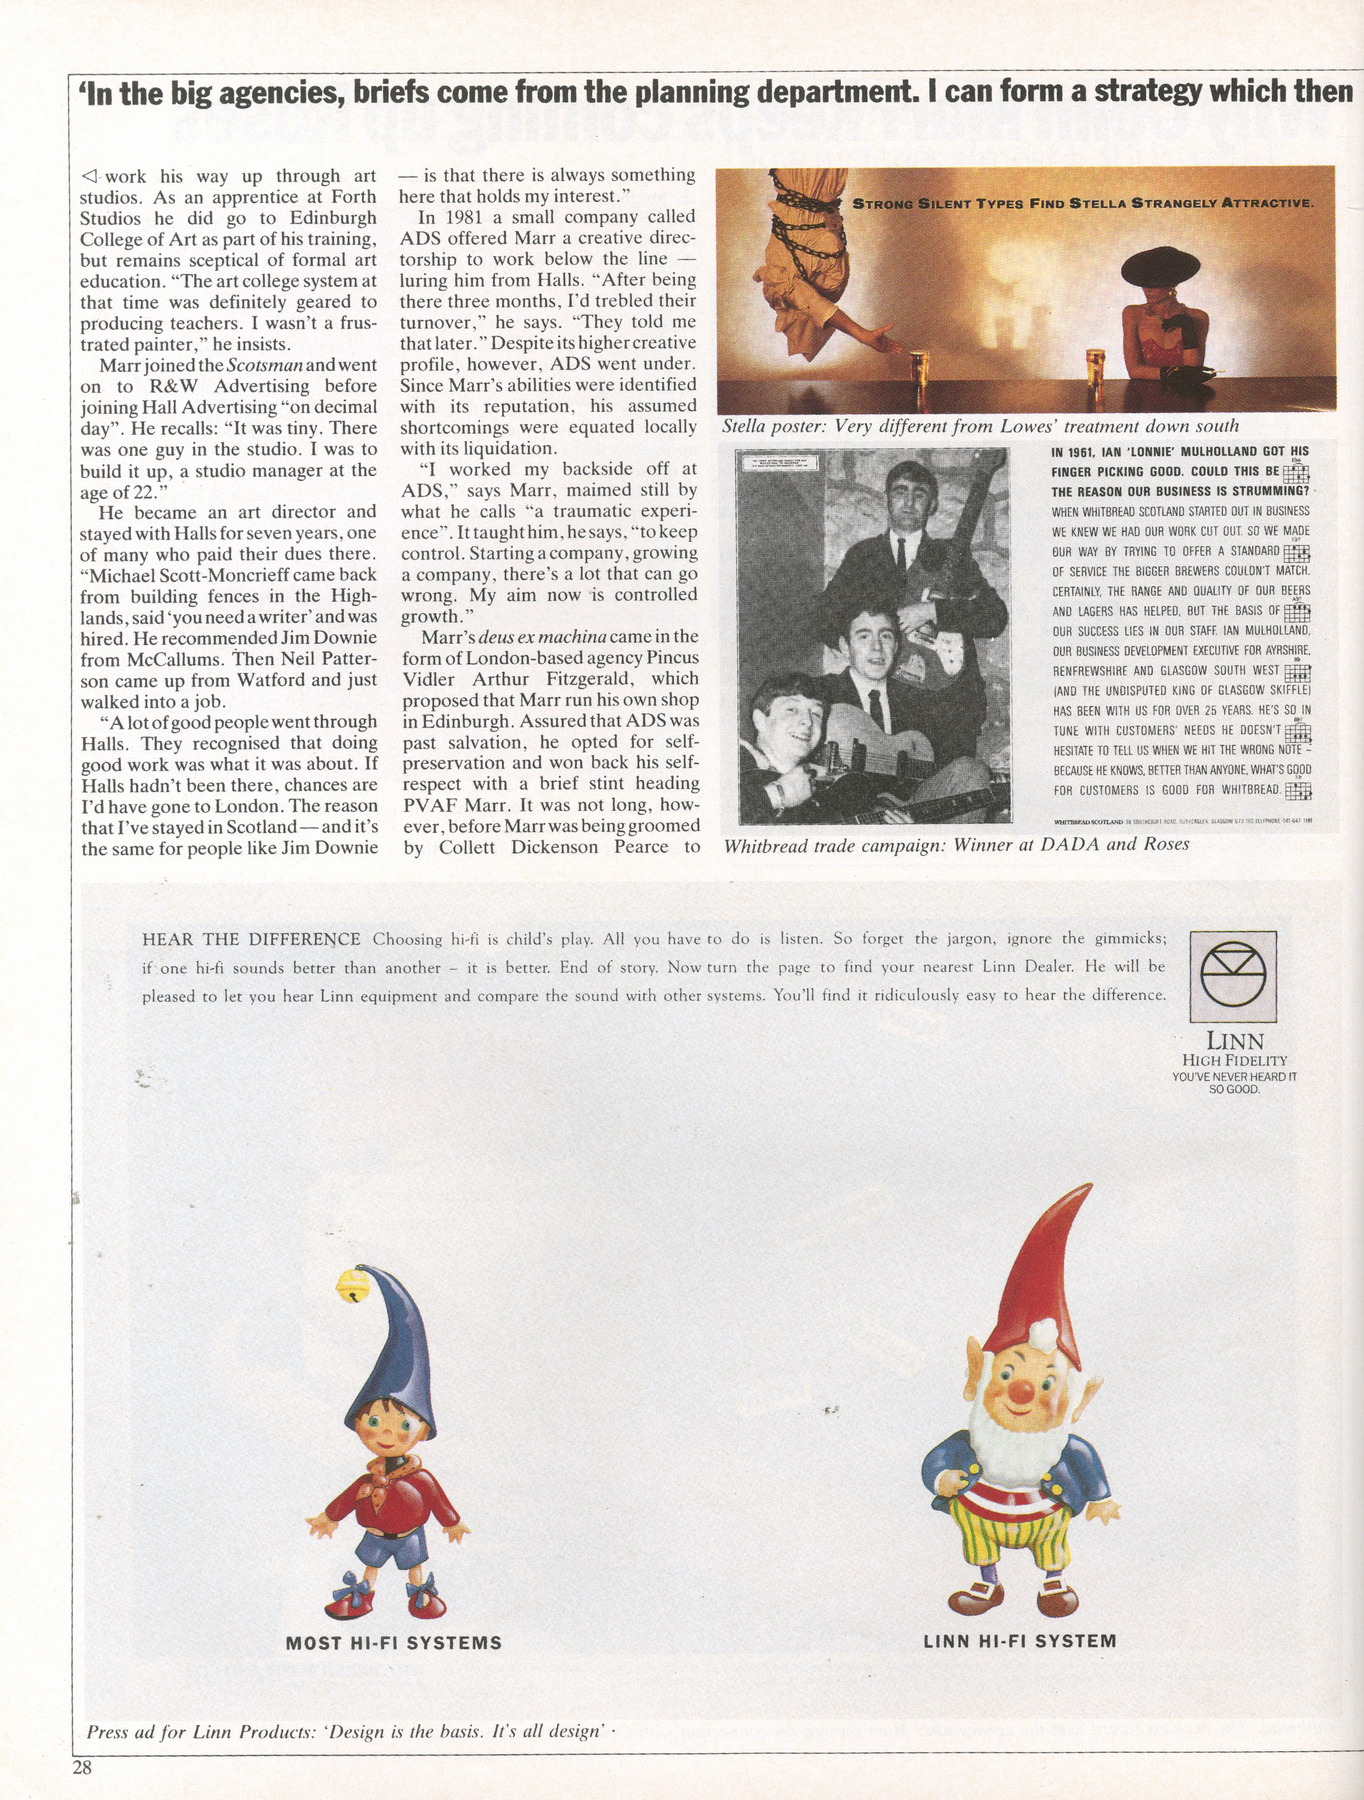 ‘In the big agencies, briefs come from the planning department. I can form a strategy which then
◁ work his way up through art
studios. As an apprentice at Forth
Studios he did go to Edinburgh
College of Art as part of his training,
but remains sceptical of formal art
education. “The art college system at
that time was definitely geared to
producing teachers. I wasn’t a frus-
trated painter,” he insists.
Marr joined the Scotsman and went
on to R&W Advertising before
joining Hall Advertising “on decimal
day”. He recalls: “It was tiny. There
was one guy in the studio. I was to
build it up, a studio manager at the
age of 22.”
He became an art director and
stayed with Halls for seven years, one
of many who paid their dues there.
“Michael Scott-Moncrieff came back
from building fences in the High-
lands, said ‘you need a writer’ and was
hired. He recommended Jim Downie
from McCallums. Then Neil Patter-
son came up from Watford and just
walked into a job.
“A lot of good people went through
Halls. They recognised that doing
good work was what it was about. If
Halls hadn’t been there, chances are
I’d have gone to London. The reason
that I’ve stayed in Scotland — and it’s
the same for people like Jim Downie
— is that there is always something
here that holds my interest.”
In 1981 a small company called
ADS offered Marr a creative direc-
torship to work below the line —
luring him from Halls. “After being
there three months, I’d trebled their
turnover,” he says. “They told me
that later.” Despite its higher creative
profile, however, ADS went under.
Since Marr’s abilities were identified
with its reputation, his assumed
shortcomings were equated locally
with its liquidation.
“I worked my backside off at
ADS,” says Marr, maimed still by
what he calls “a traumatic experi-
ence”. It taught him, he says, “to keep
control. Starting a company, growing
a company, there’s a lot that can go
wrong. My aim now is controlled
growth.”
Marr’s deus ex machina came in the
form of London-based agency Pincus
Vidler Arthur Fitzgerald, which
proposed that Marr run his own shop
in Edinburgh. Assured that ADS was
past salvation, he opted for self-
preservation and won back his self-
respect with a brief stint heading
PVAF Marr. It was not long, how-
ever, before Marr was being groomed
by Collett Dickenson Pearce to
STRONG SILENT TYPES FIND STELLA STRANGELY ATTRACTIVE.
Stella poster: Very different from Lowes’ treatment down south
IN 1961, IAN ‘LONNIE’ MULHOLLAND GOT HIS
FINGER PICKING GOOD. COULD THIS BE
THE REASON OUR BUSINESS IS STRUMMING?
WHEN WHITBREAD SCOTLAND STARTED OUT IN BUSINESS
WE KNEW WE HAD OUR WORK CUT OUT. SO WE MADE
OUR WAY BY TRYING TO OFFER A STANDARD
OF SERVICE THE BIGGER BREWERS COULDN’T MATCH.
CERTAINLY, THE RANGE AND QUALITY OF OUR BEERS
AND LAGERS HAS HELPED, BUT THE BASIS OF
OUR SUCCESS LIES IN OUR STAFF. IAN MULHOLLAND,
OUR BUSINESS DEVELOPMENT EXECUTIVE FOR AYRSHIRE,
RENFREWSHIRE AND GLASGOW SOUTH WEST
(AND THE UNDISPUTED KING OF GLASGOW SKIFFLE)
HAS BEEN WITH US FOR OVER 25 YEARS. HE’S SO IN
TUNE WITH CUSTOMERS’ NEEDS HE DOESN’T
HESITATE TO TELL US WHEN WE HIT THE WRONG NOTE –
BECAUSE HE KNOWS, BETTER THAN ANYONE, WHAT’S GOOD
FOR CUSTOMERS IS GOOD FOR WHITBREAD.
WHITBREAD SCOTLAND
Whitbread trade campaign: Winner at DADA and Roses
HEAR THE DIFFERENCE Choosing hi-fi is child’s play. All you have to do is listen. So forget the jargon, ignore the gimmicks;
if one hi-fi sounds better than another – it is better. End of story. Now turn the page to find your nearest Linn Dealer. He will be
pleased to let you hear Linn equipment and compare the sound with other systems. You’ll find it ridiculously easy to hear the difference.
LINN
HIGH FIDELITY
YOU’VE NEVER HEARD IT
SO GOOD.
MOST HI-FI SYSTEMS
LINN HI-FI SYSTEM
Press ad for Linn Products: ‘Design is the basis. It’s all design’
28